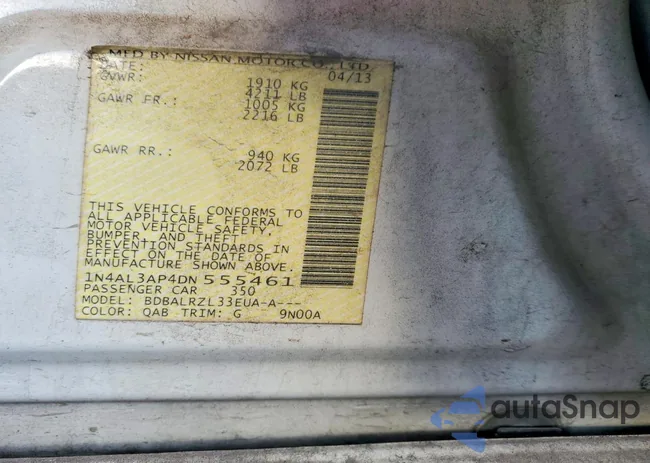 MFD BY NISSAN MOTOR CO., LTD.
DATE: 04/13
GVWR: 1910 KG
4211 LB
GAWR FR.: 1005 KG
2216 LB
GAWR RR.: 940 KG
2072 LB
THIS VEHICLE CONFORMS TO
ALL APPLICABLE FEDERAL
MOTOR VEHICLE SAFETY,
BUMPER, AND THEFT
PREVENTION STANDARDS IN
EFFECT ON THE DATE OF
MANUFACTURE SHOWN ABOVE.
1N4AL3AP4DN555461
PASSENGER CAR 350
MODEL: BDBALRZL33EUA-A---
COLOR: QAB TRIM: G 9N00A
autaSnap